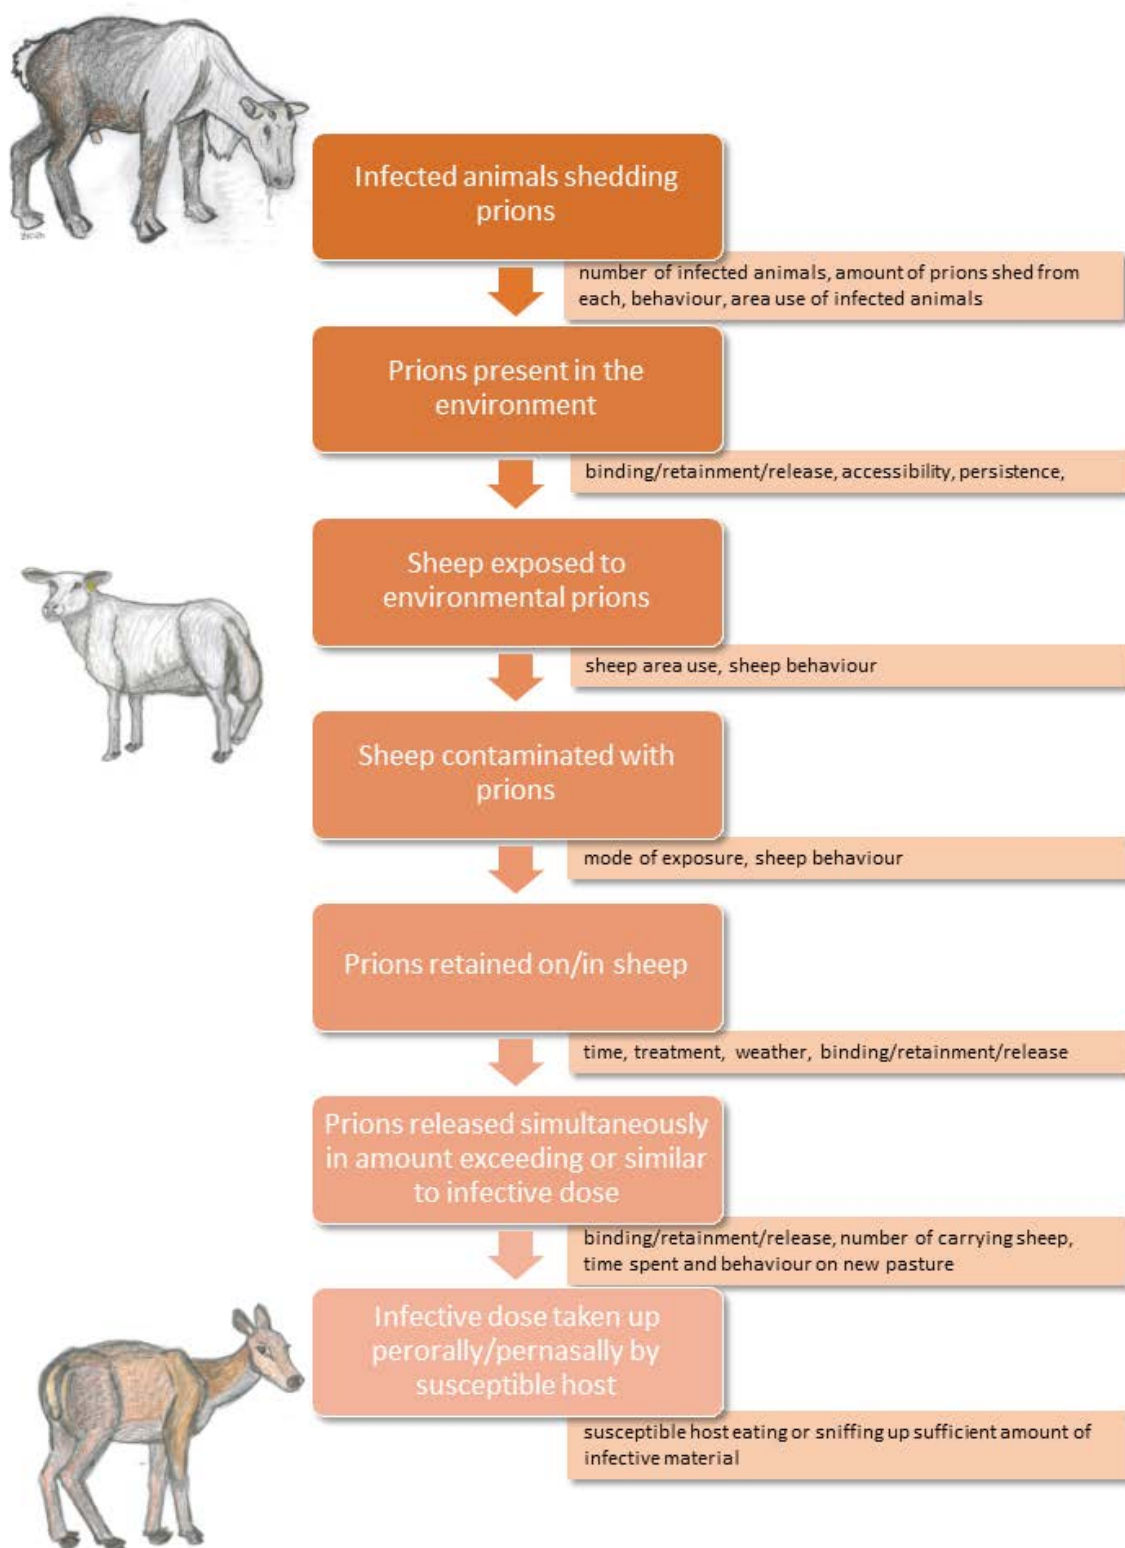 Infected animals shedding
prions
number of infected animals, amount of prions shed from
each, behaviour, area use of infected animals
Prions present in the
environment
binding/retainment/release, accessibility, persistence,
Sheep exposed to
environmental prions
sheep area use, sheep behaviour
Sheep contaminated with
prions
mode of exposure, sheep behaviour
Prions retained on/in sheep
time, treatment, weather, binding/retainment/release
Prions released simultaneously
in amount exceeding or similar
to infective dose
binding/retainment/release, number of carrying sheep,
time spent and behaviour on new pasture
Infective dose taken up
perorally/pernasally by
susceptible host
susceptible host eating or sniffing up sufficient amount of
infective material